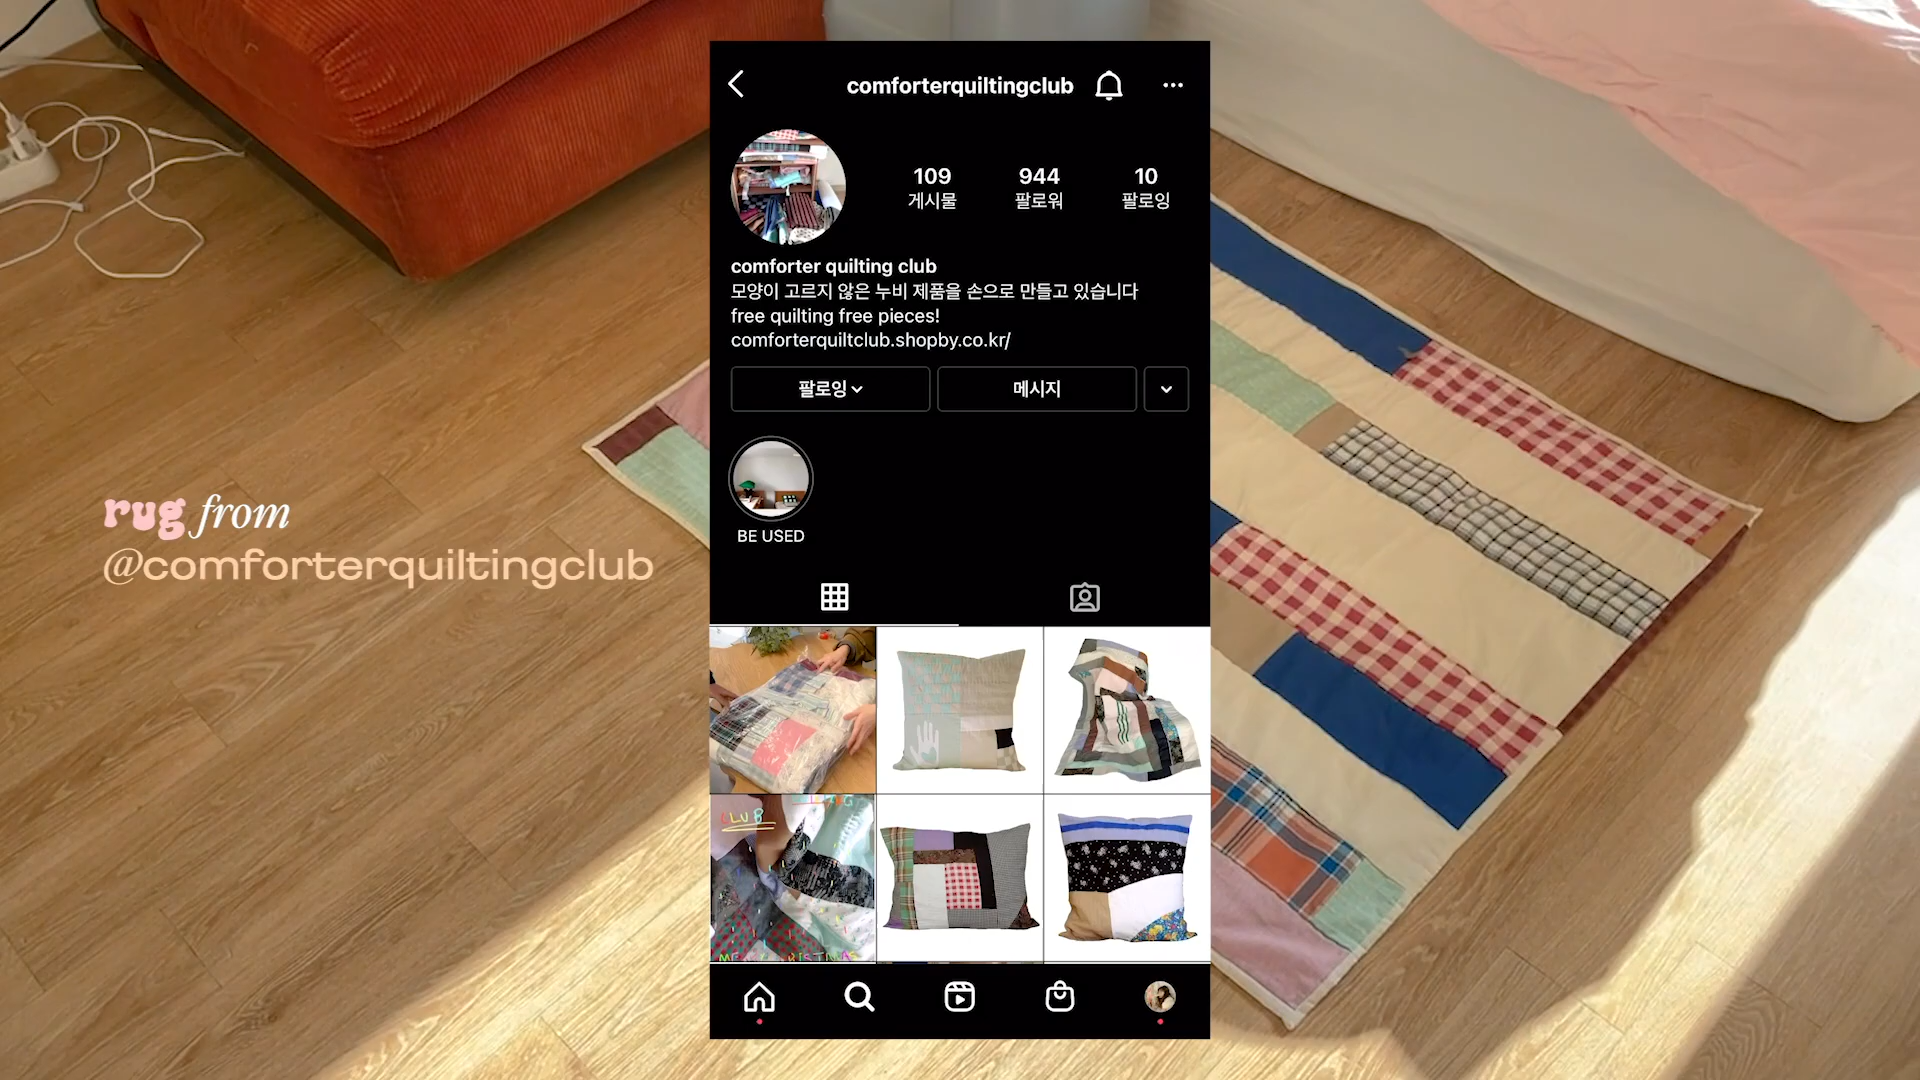 rug from
@comforterquiltingclub
comforterquiltingclub
109
게시물
944
팔로워
10
팔로잉
comforter quilting club
모양이 고르지 않은 누비 제품을 손으로 만들고 있습니다
free quilting free pieces!
comforterquiltclub.shopby.co.kr/
팔로잉
메시지
BE USED
CLUB